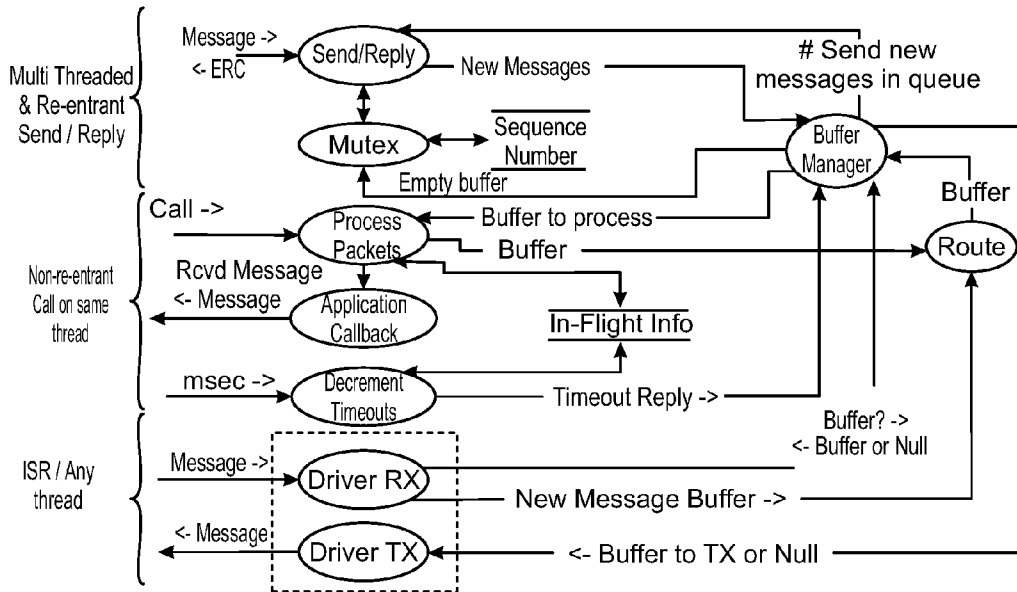 Message ->
<- ERC
Send/Reply
New Messages
# Send new
messages in queue
Multi Threaded
& Re-entrant
Send / Reply
Mutex
Sequence
Number
Buffer
Manager
Empty buffer
Buffer
Call ->
Process
Packets
Buffer to process
Buffer
Route
Non-re-entrant
Call on same
thread
Rcvd Message
<- Message
Application
Callback
In-Flight Info
msec ->
Decrement
Timeouts
Timeout Reply ->
Buffer? ->
<- Buffer or Null
ISR / Any
thread
Message ->
Driver RX
New Message Buffer ->
<- Message
Driver TX
<- Buffer to TX or Null